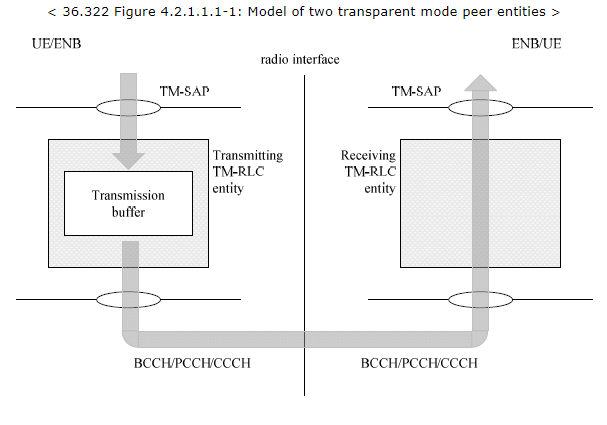 < 36.322 Figure 4.2.1.1.1-1: Model of two transparent mode peer entities >
UE/ENB
ENB/UE
radio interface
TM-SAP
TM-SAP
Transmitting
TM-RLC
entity
Receiving
TM-RLC
entity
Transmission
buffer
BCCH/PCCH/CCCH
BCCH/PCCH/CCCH